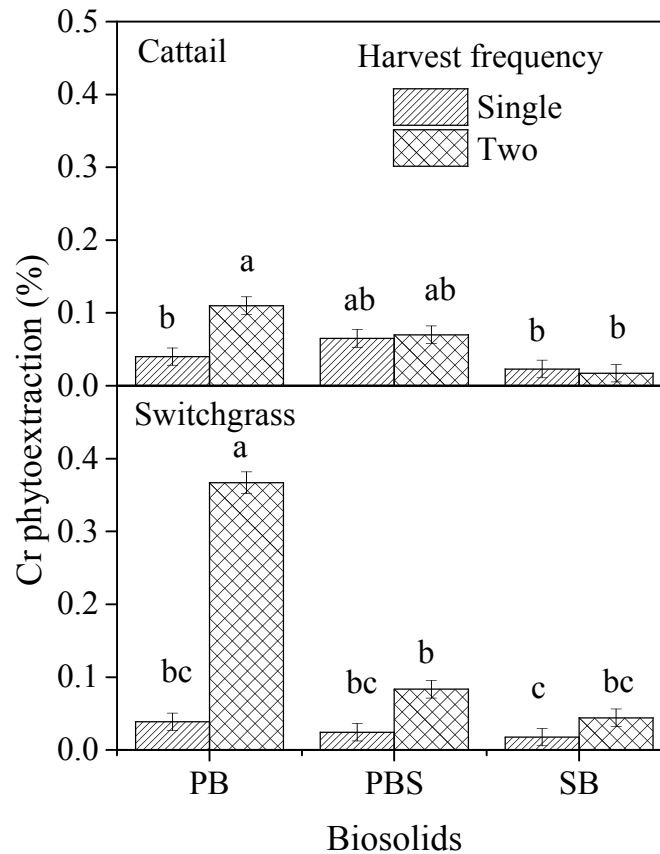 0.5
Cattail
Harvest frequency
Single
Two
0.4
0.3
0.2
0.1
0.0
b a ab ab b b
Switchgrass
0.4
0.3
0.2
0.1
0.0
bc a bc b c bc
Cr phytoextraction (%)
PB PBS SB
Biosolids